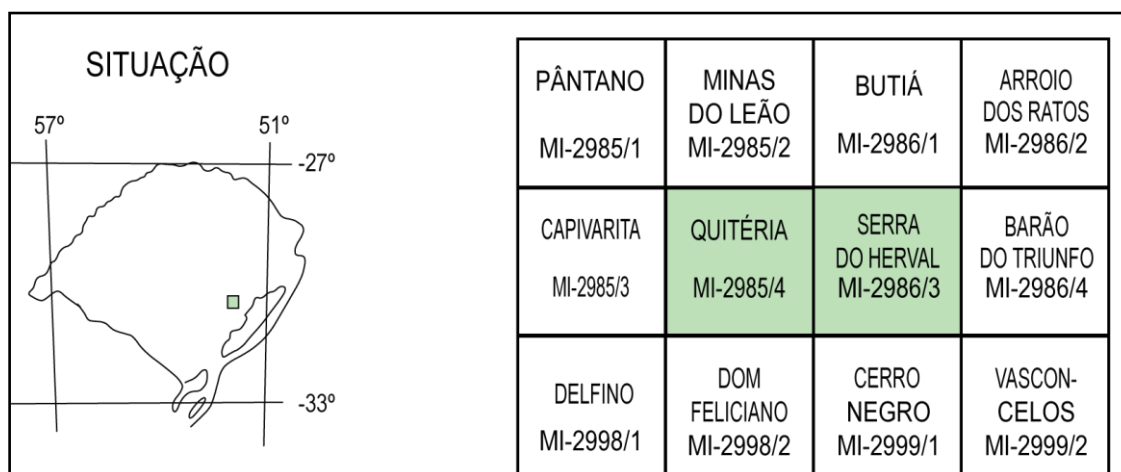 SITUAÇÃO
57º
51º
-27º
-33º
PÂNTANO
MI-2985/1
MINAS
DO LEÃO
MI-2985/2
BUTIÁ
MI-2986/1
ARROIO
DOS RATOS
MI-2986/2
CAPIVARITA
MI-2985/3
QUITÉRIA
MI-2985/4
SERRA
DO HERVAL
MI-2986/3
BARÃO
DO TRIUNFO
MI-2986/4
DELFINO
MI-2998/1
DOM
FELICIANO
MI-2998/2
CERRO
NEGRO
MI-2999/1
VASCON-
CELOS
MI-2999/2